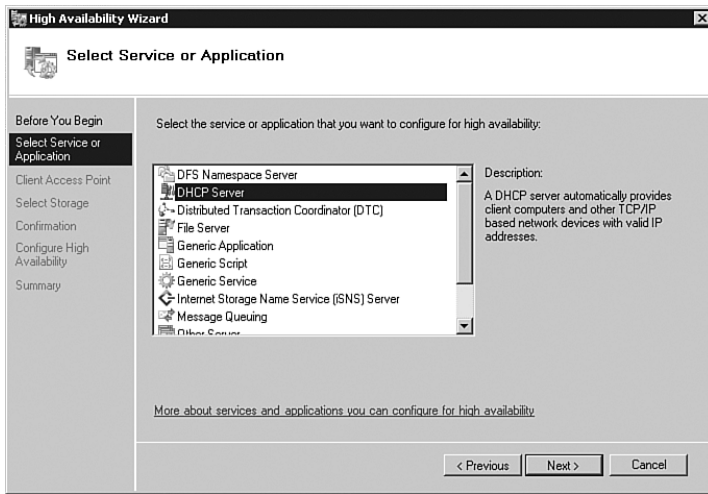 High Availability Wizard
Select Service or Application
Before You Begin
Select Service or
Application
Client Access Point
Select Storage
Confirmation
Configure High
Availability
Summary
Select the service or application that you want to configure for high availability:
DFS Namespace Server
DHCP Server
Distributed Transaction Coordinator (DTC)
File Server
Generic Application
Generic Script
Generic Service
Internet Storage Name Service (iSNS) Server
Message Queuing
Other Server
Description:
A DHCP server automatically provides
client computers and other TCP/IP
based network devices with valid IP
addresses.
More about services and applications you can configure for high availability
< Previous
Next >
Cancel